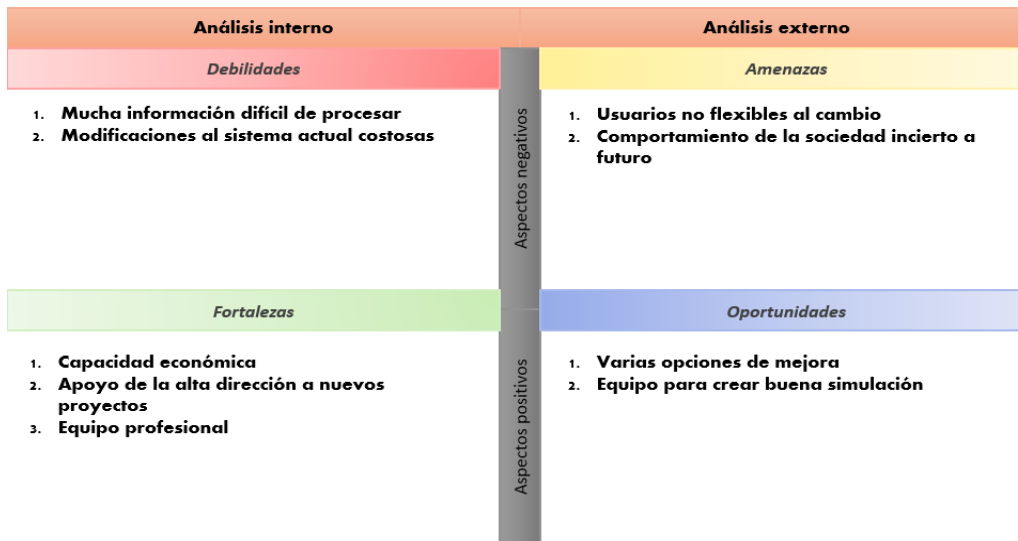 Análisis interno
Análisis externo
Debilidades
Amenazas
1. Mucha información difícil de procesar
2. Modificaciones al sistema actual costosas
Aspectos negativos
1. Usuarios no flexibles al cambio
2. Comportamiento de la sociedad incierto a
futuro
Fortalezas
Oportunidades
1. Capacidad económica
2. Apoyo de la alta dirección a nuevos
proyectos
3. Equipo profesional
Aspectos positivos
1. Varias opciones de mejora
2. Equipo para crear buena simulación